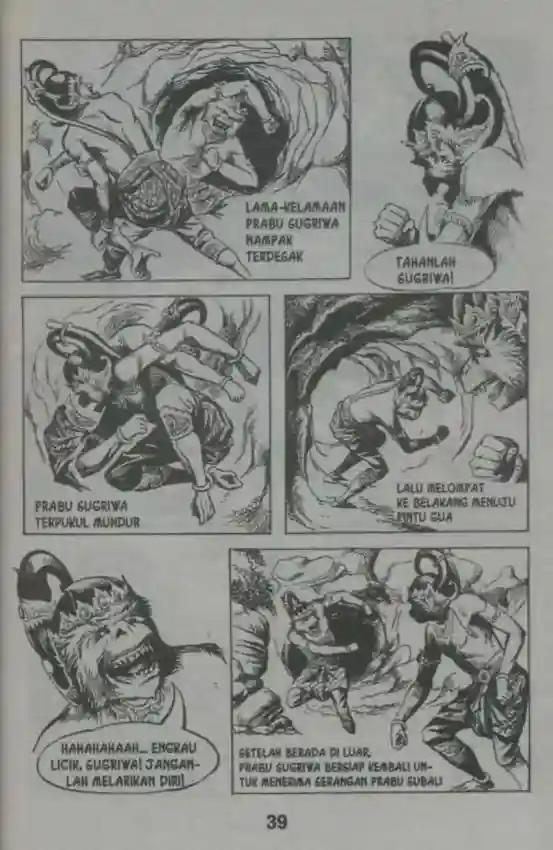 LAMA-KELAMAAN
PRABU SUGRIWA
NAMPAK
TERDESAK
TAHANLAH
SUGRIWA!
PRABU SUGRIWA
TERPUKUL MUNDUR
LALU MELOMPAT
KE BELAKANG MENUJU
PINTU GUA
HAHAHAHAAH... ENGKAU
LICIK, SUGRIWA! JANGAN-
LAH MELARIKAN DIRI!
SETELAH BERADA DI LUAR,
PRABU SUGRIWA BERSIAP KEMBALI UN-
TUK MENERIMA SERANGAN PRABU SUBALI
39